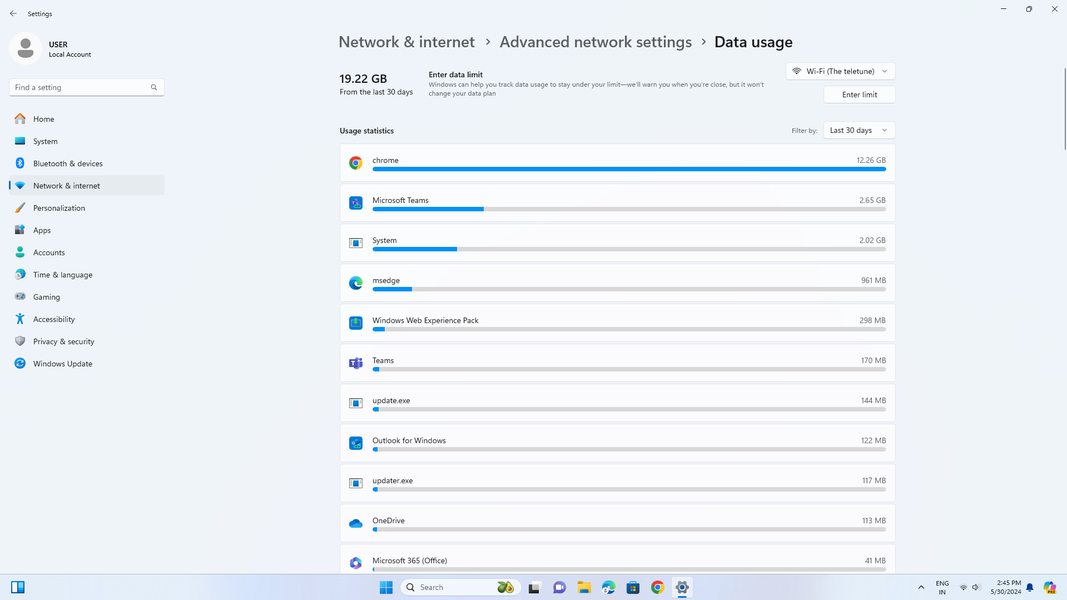 Settings
USER
Local Account
Find a setting
Home
System
Bluetooth & devices
Network & internet
Personalization
Apps
Accounts
Time & language
Gaming
Accessibility
Privacy & security
Windows Update
Network & internet > Advanced network settings > Data usage
19.22 GB
From the last 30 days
Enter data limit
Windows can help you track data usage to stay under your limit—we'll warn you when you're close, but it won't
change your data plan
Wi-Fi (The teletune)
Enter limit
Usage statistics
Filter by: Last 30 days
chrome 12.26 GB
Microsoft Teams 2.65 GB
System 2.02 GB
msedge 961 MB
Windows Web Experience Pack 298 MB
Teams 170 MB
update.exe 144 MB
Outlook for Windows 122 MB
updater.exe 117 MB
OneDrive 113 MB
Microsoft 365 (Office) 41 MB
Search
ENG
IN
2:45 PM
5/30/2024